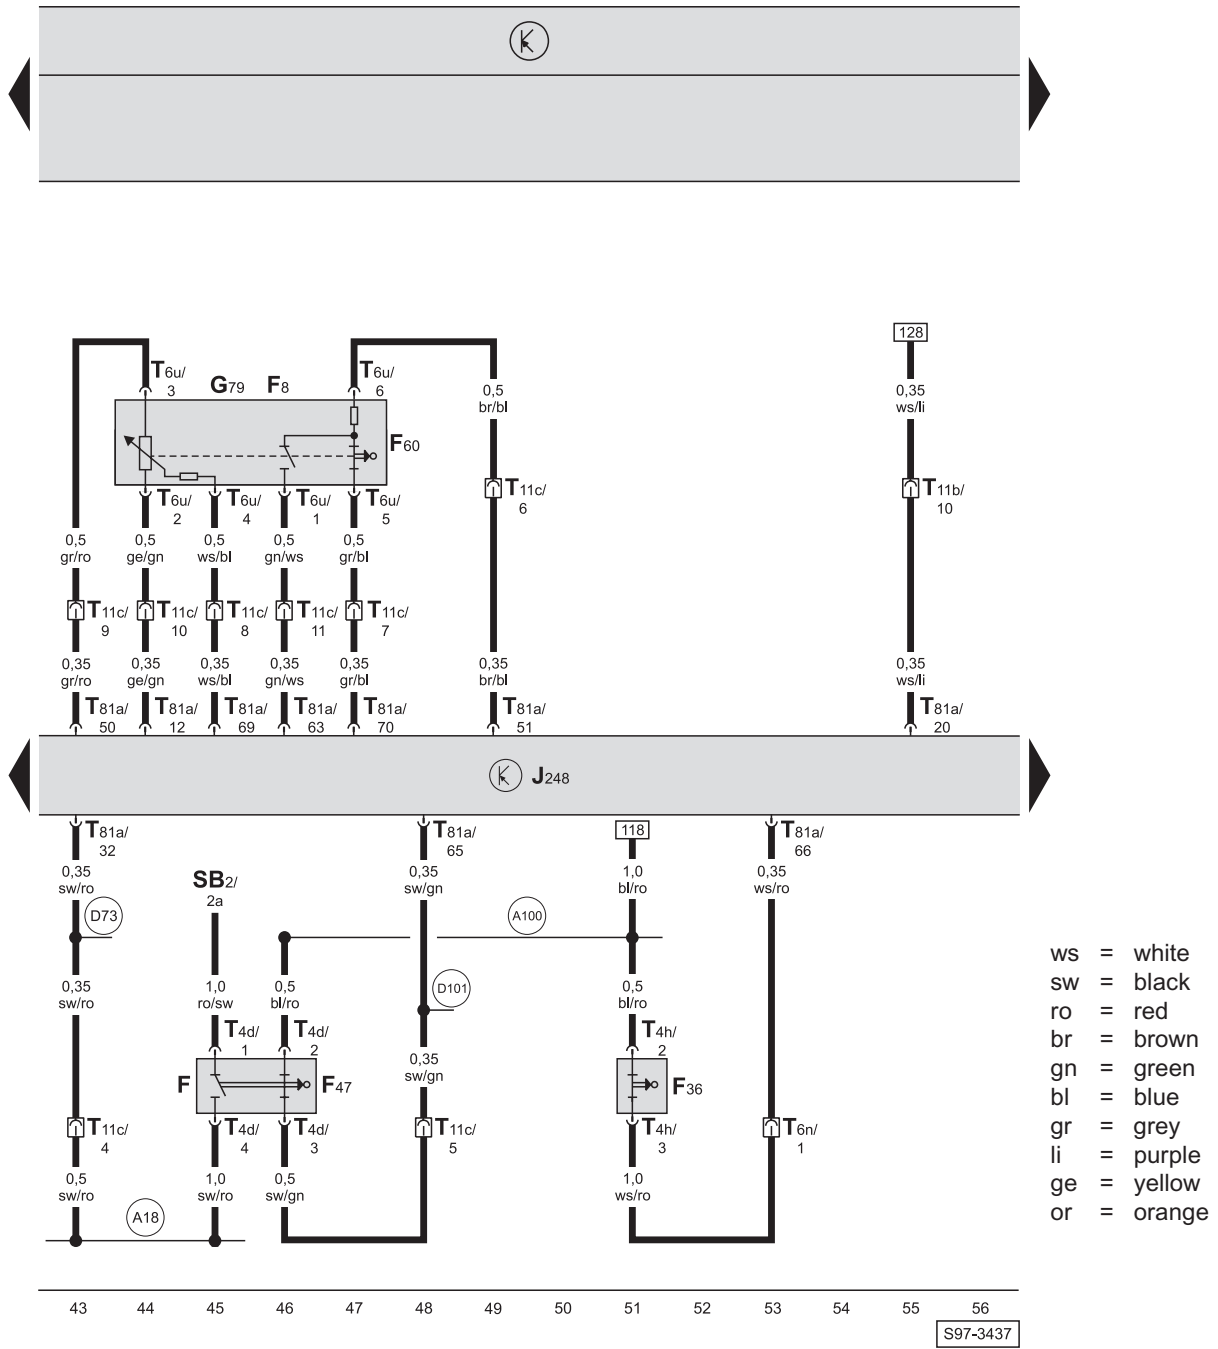 128
T6u/ G79 F8 T6u/
3 6
0,5 0,35
br/bl ws/li
F60
T11c/ T11b/
6 10
T6u/ T6u/ T6u/ T6u/
2 4 1 5
0,5 0,5 0,5 0,5 0,5
gr/ro ge/gn ws/bl gn/ws gr/bl
T11c/ T11c/ T11c/ T11c/ T11c/
9 10 8 11 7
0,35 0,35 0,35 0,35 0,35 0,35 0,35
gr/ro ge/gn ws/bl gn/ws gr/bl br/bl ws/li
T81a/ T81a/ T81a/ T81a/ T81a/ T81a/ T81a/
50 12 69 63 70 51 20
J248
T81a/ T81a/ 118 T81a/
32 65 66
0,35 0,35 1,0 0,35
sw/ro sw/gn bl/ro ws/ro
SB2/
2a
D73 A100
ws = white
sw = black
ro = red
br = brown
gn = green
bl = blue
gr = grey
li = purple
ge = yellow
or = orange
0,35 1,0 0,5 D101 0,5
sw/ro ro/sw bl/ro bl/ro
T4d/ T4d/ T4h/
1 2 2
0,35
sw/gn
F F47 F36
T11c/ T4d/ T4d/ T11c/ T4h/ T6n/
4 4 3 5 3 1
0,5 1,0 0,5 1,0
sw/ro sw/ro sw/gn ws/ro
A18
43 44 45 46 47 48 49 50 51 52 53 54 55 56
S97-3437